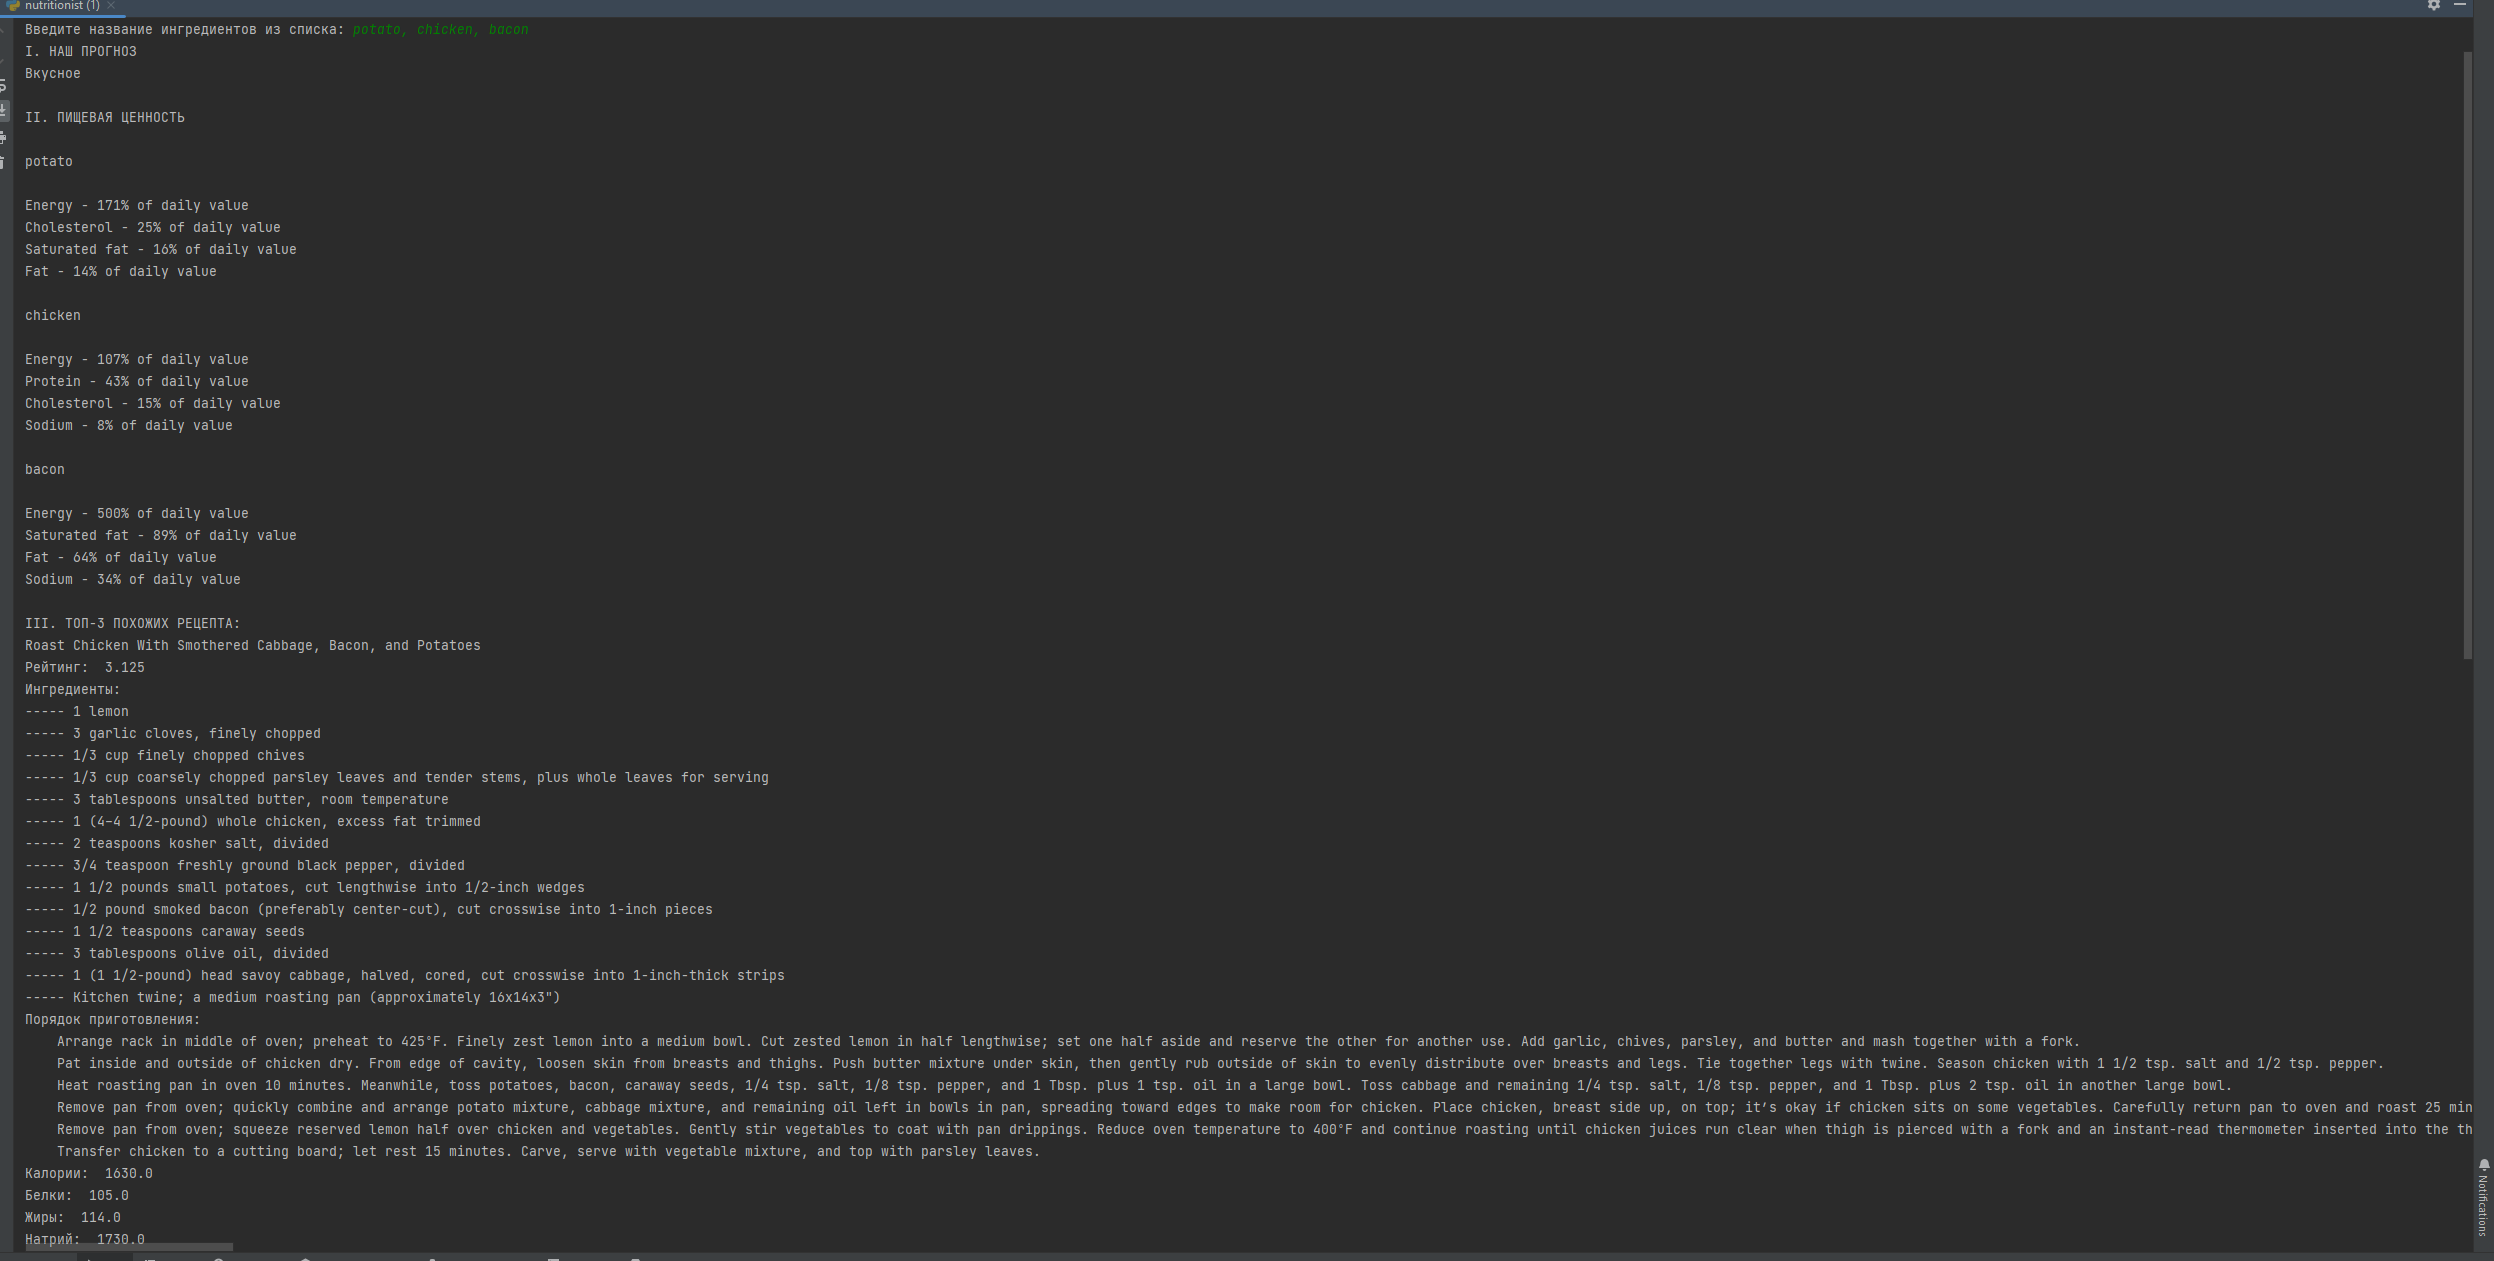 nutritionist (1)
Введите название ингредиентов из списка: potato, chicken, bacon
I. НАШ ПРОГНОЗ
Вкусное
II. ПИЩЕВАЯ ЦЕННОСТЬ
potato
Energy - 171% of daily value
Cholesterol - 25% of daily value
Saturated fat - 16% of daily value
Fat - 14% of daily value
chicken
Energy - 107% of daily value
Protein - 43% of daily value
Cholesterol - 15% of daily value
Sodium - 8% of daily value
bacon
Energy - 500% of daily value
Saturated fat - 89% of daily value
Fat - 64% of daily value
Sodium - 34% of daily value
III. ТОП-3 ПОХОЖИХ РЕЦЕПТА:
Roast Chicken With Smothered Cabbage, Bacon, and Potatoes
Рейтинг:  3.125
Ингредиенты:
----- 1 lemon
----- 3 garlic cloves, finely chopped
----- 1/3 cup finely chopped chives
----- 1/3 cup coarsely chopped parsley leaves and tender stems, plus whole leaves for serving
----- 3 tablespoons unsalted butter, room temperature
----- 1 (4–4 1/2-pound) whole chicken, excess fat trimmed
----- 2 teaspoons kosher salt, divided
----- 3/4 teaspoon freshly ground black pepper, divided
----- 1 1/2 pounds small potatoes, cut lengthwise into 1/2-inch wedges
----- 1/2 pound smoked bacon (preferably center-cut), cut crosswise into 1-inch pieces
----- 1 1/2 teaspoons caraway seeds
----- 3 tablespoons olive oil, divided
----- 1 (1 1/2-pound) head savoy cabbage, halved, cored, cut crosswise into 1-inch-thick strips
----- Kitchen twine; a medium roasting pan (approximately 16x14x3")
Порядок приготовления:
Arrange rack in middle of oven; preheat to 425°F. Finely zest lemon into a medium bowl. Cut zested lemon in half lengthwise; set one half aside and reserve the other for another use. Add garlic, chives, parsley, and butter and mash together with a fork.
Pat inside and outside of chicken dry. From edge of cavity, loosen skin from breasts and thighs. Push butter mixture under skin, then gently rub outside of skin to evenly distribute over breasts and legs. Tie together legs with twine. Season chicken with 1 1/2 tsp. salt and 1/2 tsp. pepper.
Heat roasting pan in oven 10 minutes. Meanwhile, toss potatoes, bacon, caraway seeds, 1/4 tsp. salt, 1/8 tsp. pepper, and 1 Tbsp. plus 1 tsp. oil in a large bowl. Toss cabbage and remaining 1/4 tsp. salt, 1/8 tsp. pepper, and 1 Tbsp. plus 2 tsp. oil in another large bowl.
Remove pan from oven; quickly combine and arrange potato mixture, cabbage mixture, and remaining oil left in bowls in pan, spreading toward edges to make room for chicken. Place chicken, breast side up, on top; it’s okay if chicken sits on some vegetables. Carefully return pan to oven and roast 25 min
Remove pan from oven; squeeze reserved lemon half over chicken and vegetables. Gently stir vegetables to coat with pan drippings. Reduce oven temperature to 400°F and continue roasting until chicken juices run clear when thigh is pierced with a fork and an instant-read thermometer inserted into the th
Transfer chicken to a cutting board; let rest 15 minutes. Carve, serve with vegetable mixture, and top with parsley leaves.
Калории:  1630.0
Белки:  105.0
Жиры:  114.0
Натрий:  1730.0
Notifications